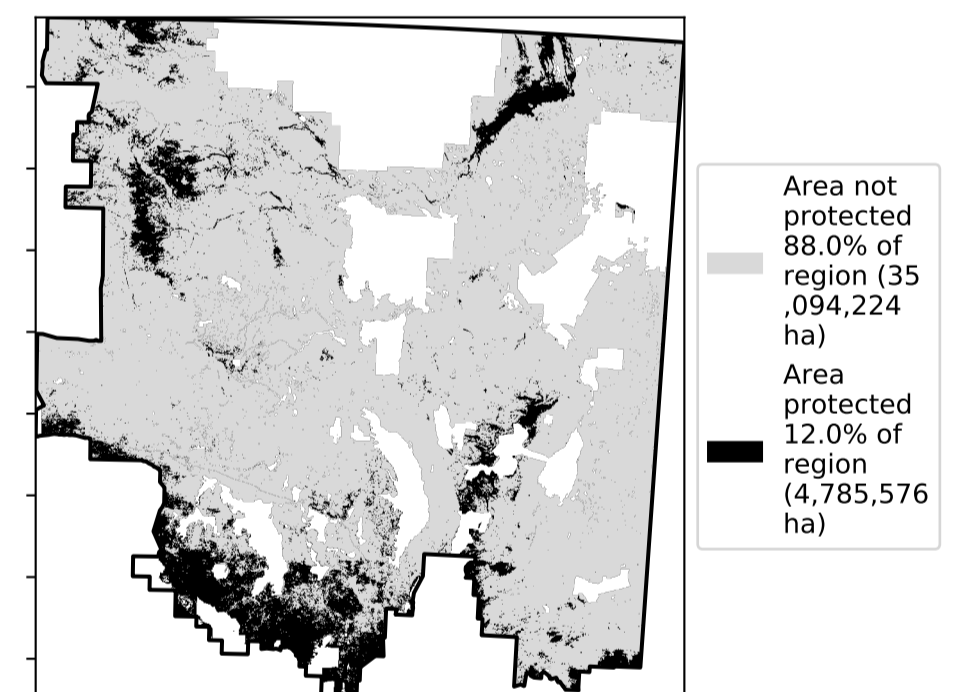 Area not
protected
88.0% of
region (35
,094,224
ha)
Area
protected
12.0% of
region
(4,785,576
ha)